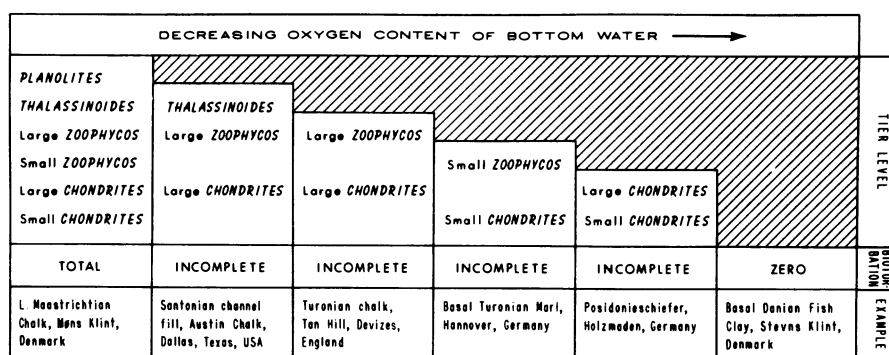 DECREASING OXYGEN CONTENT OF BOTTOM WATER
PLANOLITES
THALASSINOIDES
Large ZOOPHYCOS
Small ZOOPHYCOS
Large CHONDRITES
Small CHONDRITES
THALASSINOIDES
Large ZOOPHYCOS
Large CHONDRITES
Large ZOOPHYCOS
Large CHONDRITES
Small ZOOPHYCOS
Small CHONDRITES
Large CHONDRITES
Small CHONDRITES
TIER LEVEL
TOTAL
INCOMPLETE
INCOMPLETE
INCOMPLETE
INCOMPLETE
ZERO
BIOTUR-
BATION
L Maastrichtian
Chalk, Møns Klint,
Denmark
Santonian channel
fill, Austin Chalk,
Dallas, Texas, USA
Turonian chalk,
Tan Hill, Devizes,
England
Basal Turonian Marl,
Hannover, Germany
Posidonieschiefer,
Holzmaden, Germany
Basal Danian Fish
Clay, Stevns Klint,
Denmark
EXAMPLE